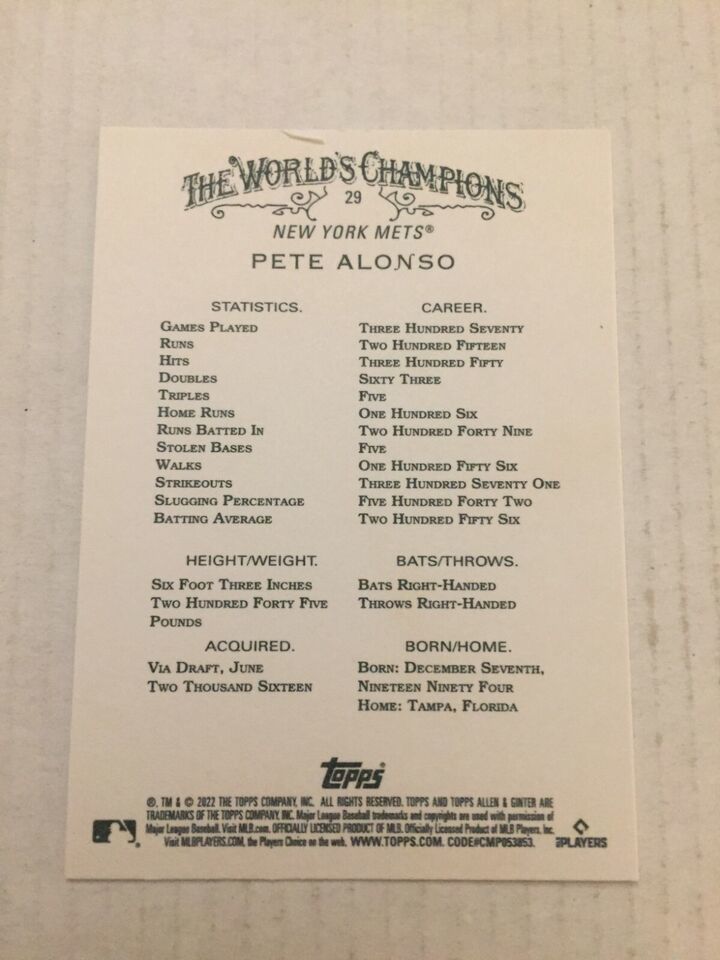 THE WORLD'S CHAMPIONS
29
NEW YORK METS®
PETE ALONSO
STATISTICS. CAREER.
GAMES PLAYED THREE HUNDRED SEVENTY
RUNS TWO HUNDRED FIFTEEN
HITS THREE HUNDRED FIFTY
DOUBLES SIXTY THREE
TRIPLES FIVE
HOME RUNS ONE HUNDRED SIX
RUNS BATTED IN TWO HUNDRED FORTY NINE
STOLEN BASES FIVE
WALKS ONE HUNDRED FIFTY SIX
STRIKEOUTS THREE HUNDRED SEVENTY ONE
SLUGGING PERCENTAGE FIVE HUNDRED FORTY TWO
BATTING AVERAGE TWO HUNDRED FIFTY SIX
HEIGHT/WEIGHT. BATS/THROWS.
SIX FOOT THREE INCHES BATS RIGHT-HANDED
TWO HUNDRED FORTY FIVE THROWS RIGHT-HANDED
POUNDS
ACQUIRED. BORN/HOME.
VIA DRAFT, JUNE BORN: DECEMBER SEVENTH,
TWO THOUSAND SIXTEEN NINETEEN NINETY FOUR
HOME: TAMPA, FLORIDA
Topps
®, TM & © 2022 THE TOPPS COMPANY, INC. ALL RIGHTS RESERVED. TOPPS AND TOPPS ALLEN & GINTER ARE
TRADEMARKS OF THE TOPPS COMPANY, INC. Major League Baseball trademarks and copyrights are used with permission of
Major League Baseball. Visit MLB.com. OFFICIALLY LICENSED PRODUCT OF MLB. Officially Licensed Product of MLB Players, Inc.
Visit MLBPLAYERS.COM, the Players Choice on the web. WWW.TOPPS.COM. CODE#CMP053853.
PLAYERS